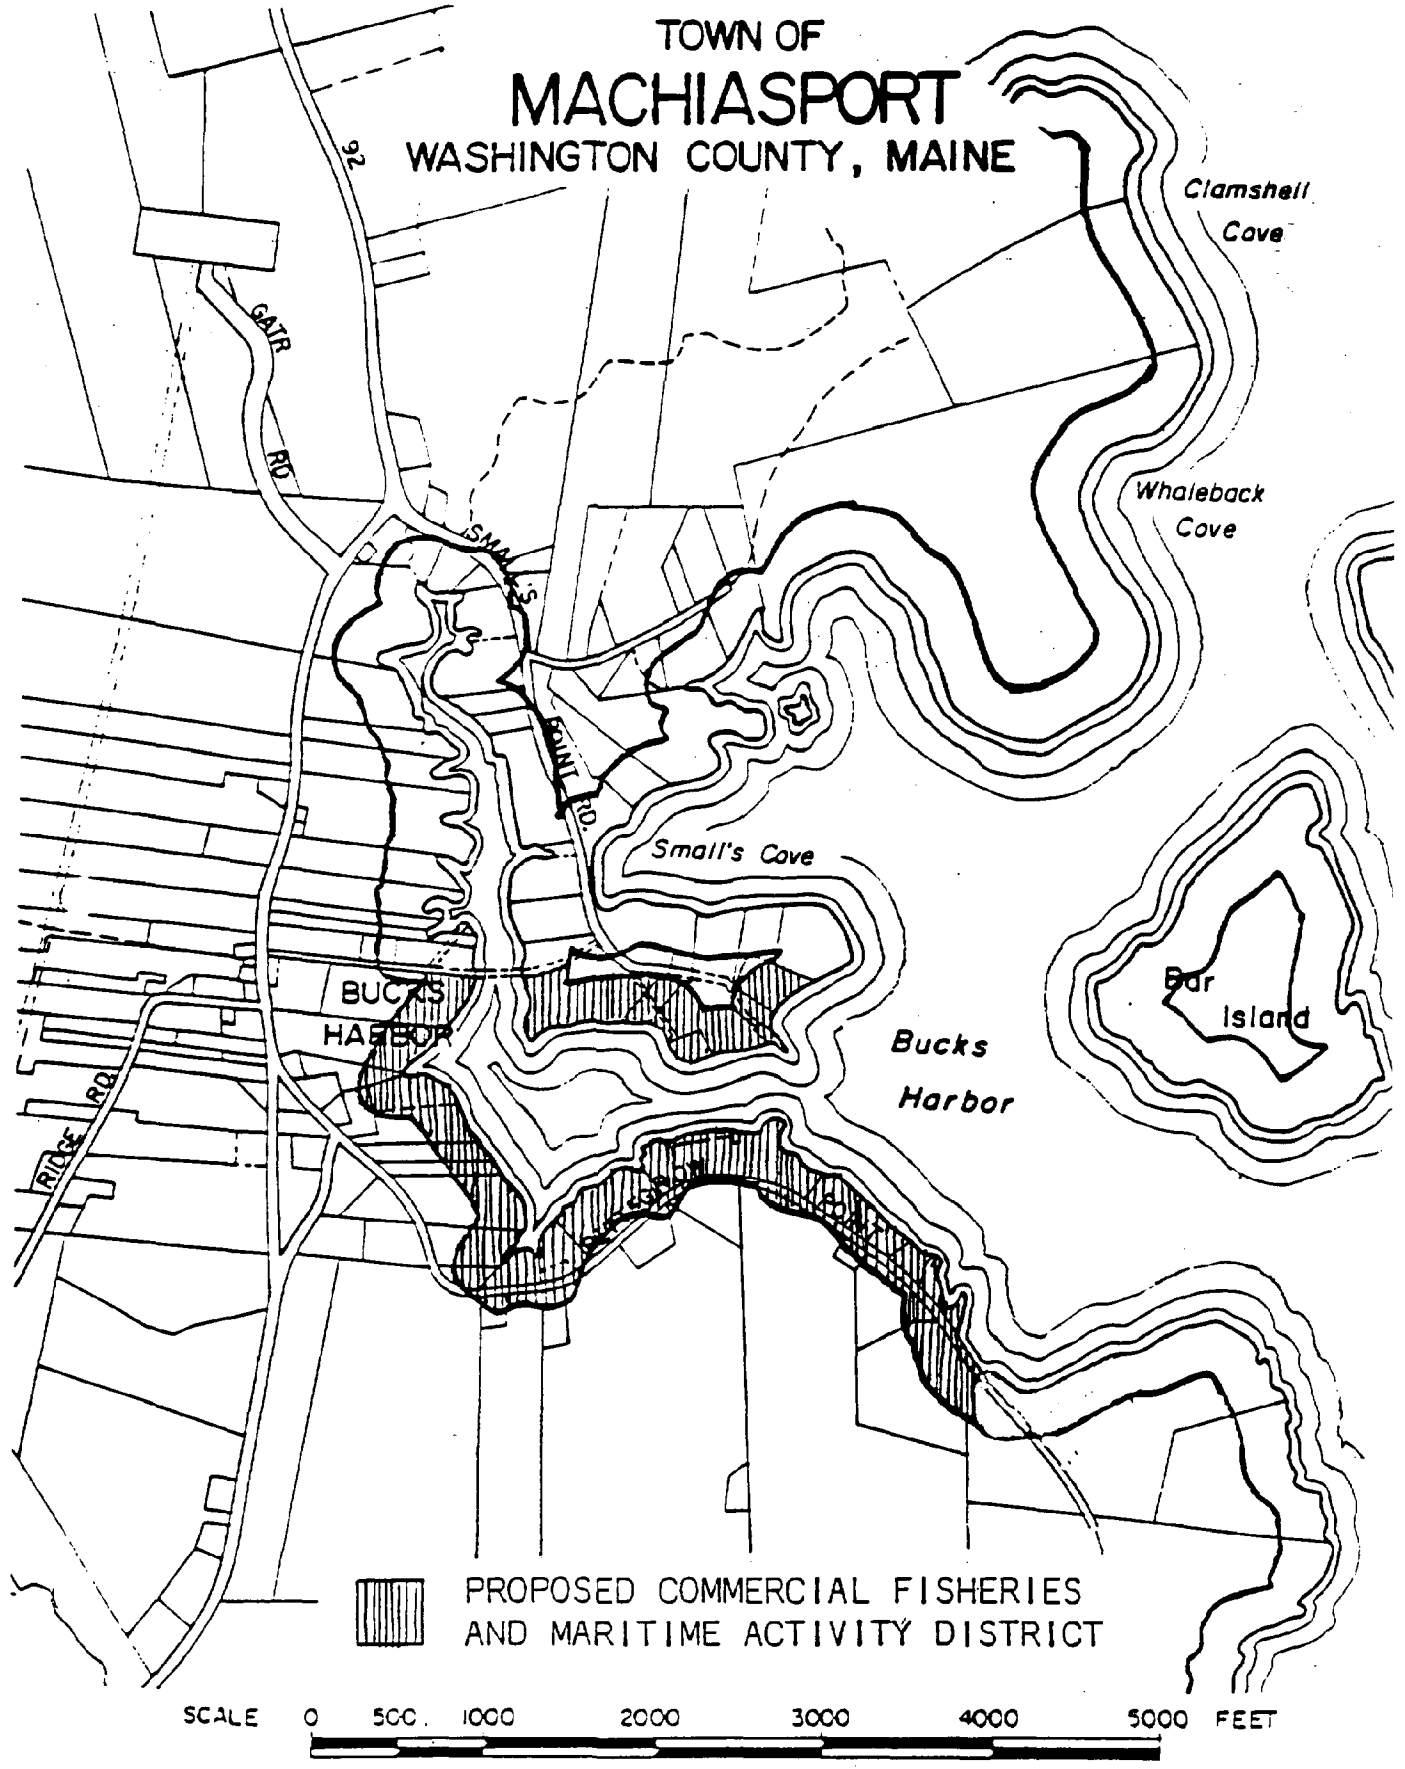 TOWN OF
MACHIASPORT
WASHINGTON COUNTY, MAINE
92
Clamshell
Cove
GATR
RD
Whaleback
Cove
SMALL'S
POINT
RD.
Small's Cove
BUCKS
HARBOR
Bar
Island
Bucks
Harbor
RIDGE RD.
PROPOSED COMMERCIAL FISHERIES
AND MARITIME ACTIVITY DISTRICT
SCALE 0 500 1000 2000 3000 4000 5000 FEET